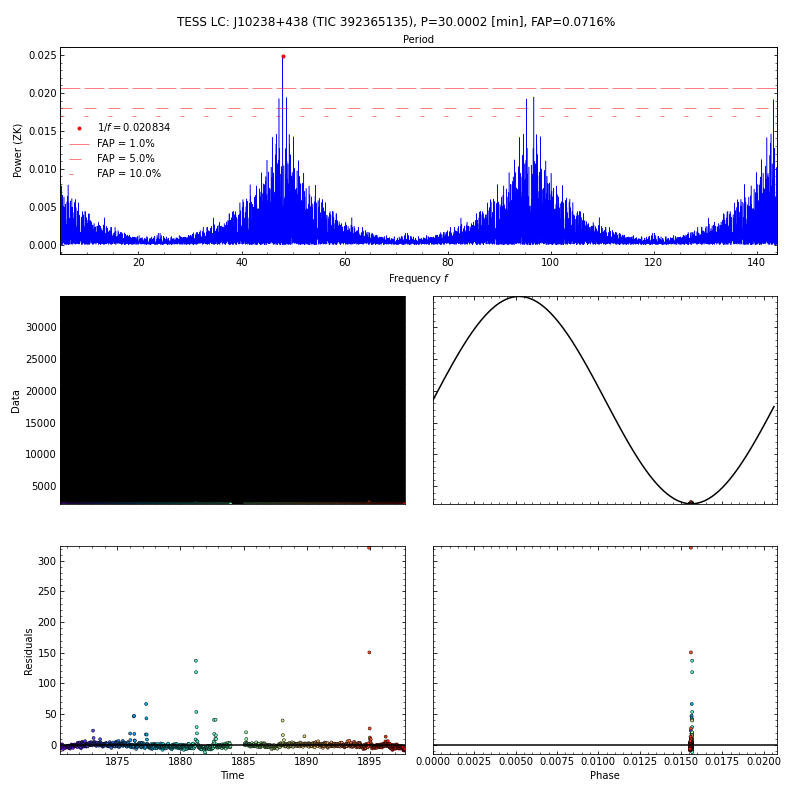 TESS LC: J10238+438 (TIC 392365135), P=30.0002 [min], FAP=0.0716%
Period
0.025
0.020
0.015
0.010
0.005
0.000
Power (ZK)
1/f = 0.020834
FAP = 1.0%
FAP = 5.0%
FAP = 10.0%
20 40 60 80 100 120 140
Frequency f
30000
25000
20000
15000
10000
5000
Data
300
250
200
150
100
50
0
Residuals
1875 1880 1885 1890 1895
Time
0.0000 0.0025 0.0050 0.0075 0.0100 0.0125 0.0150 0.0175 0.0200
Phase